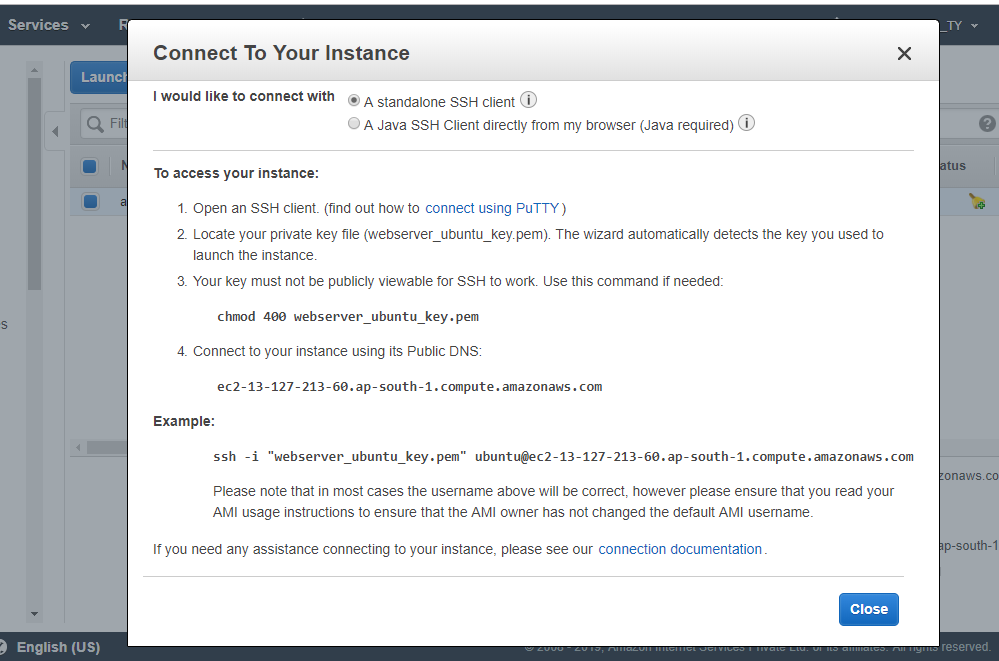 Services
_TY
Connect To Your Instance
Launch
I would like to connect with
A standalone SSH client
A Java SSH Client directly from my browser (Java required)
To access your instance:
1. Open an SSH client. (find out how to connect using PuTTY)
2. Locate your private key file (webserver_ubuntu_key.pem). The wizard automatically detects the key you used to
launch the instance.
3. Your key must not be publicly viewable for SSH to work. Use this command if needed:
chmod 400 webserver_ubuntu_key.pem
4. Connect to your instance using its Public DNS:
ec2-13-127-213-60.ap-south-1.compute.amazonaws.com
Example:
ssh -i "webserver_ubuntu_key.pem" ubuntu@ec2-13-127-213-60.ap-south-1.compute.amazonaws.com
zonaws.co
Please note that in most cases the username above will be correct, however please ensure that you read your
AMI usage instructions to ensure that the AMI owner has not changed the default AMI username.
If you need any assistance connecting to your instance, please see our connection documentation.
ap-south-1
Close
English (US)
© 2008 - 2019, Amazon Internet Services Private Ltd. or its affiliates. All rights reserved.